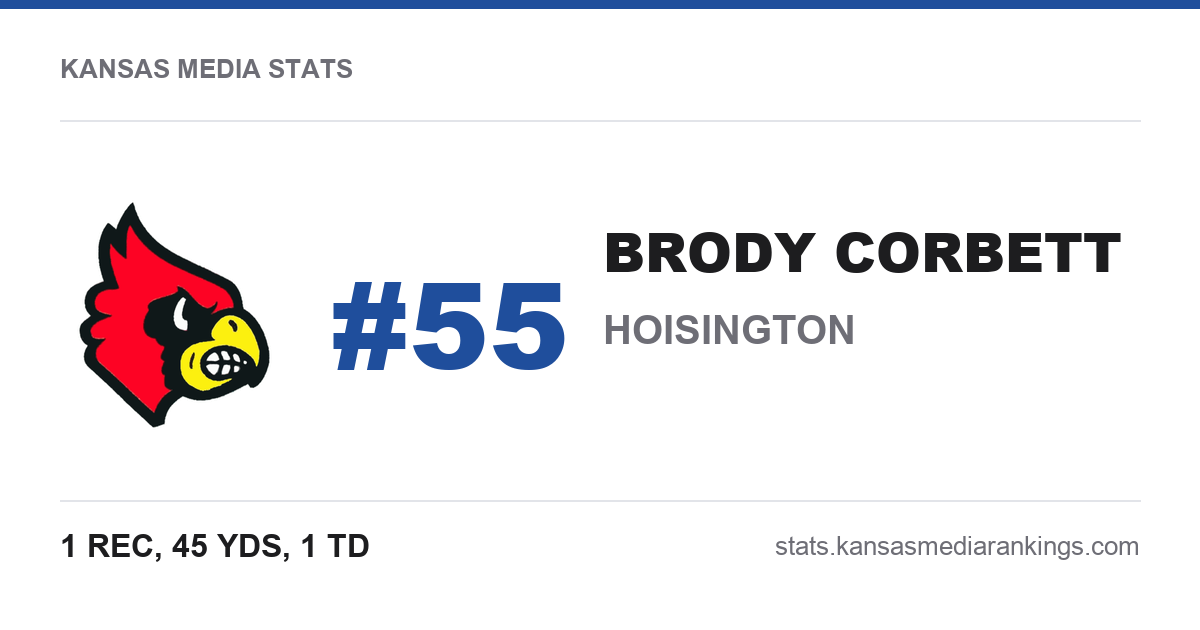 KANSAS MEDIA STATS
#55
BRODY CORBETT
HOISINGTON
1 REC, 45 YDS, 1 TD
stats.kansasmediarankings.com